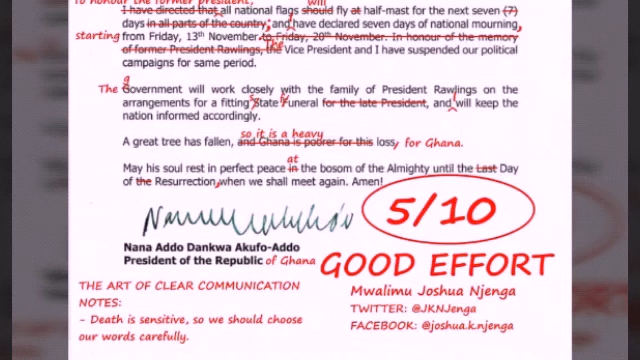 To honour the former president, will
I have directed that all national flags should fly at half-mast for the next seven (7)
days in all parts of the country, and I have declared seven days of national mourning,
starting from Friday, 13th November to Friday, 20th November. In honour of the memory
of former President Rawlings, the Vice President and I have suspended our political
campaigns for same period.
The Government will work closely with the family of President Rawlings on the
arrangements for a fitting State Funeral for the late President, and will keep the
nation informed accordingly.
so it is a heavy
A great tree has fallen, and Ghana is poorer for this loss, for Ghana.
at
May his soul rest in perfect peace in the bosom of the Almighty until the Last Day
of the Resurrection, when we shall meet again. Amen!
5/10
Nana Addo Dankwa Akufo-Addo
President of the Republic of Ghana
GOOD EFFORT
THE ART OF CLEAR COMMUNICATION
NOTES:
- Death is sensitive, so we should choose
our words carefully.
Mwalimu Joshua Njenga
TWITTER: @JKNJenga
FACEBOOK: @joshua.k.njenga